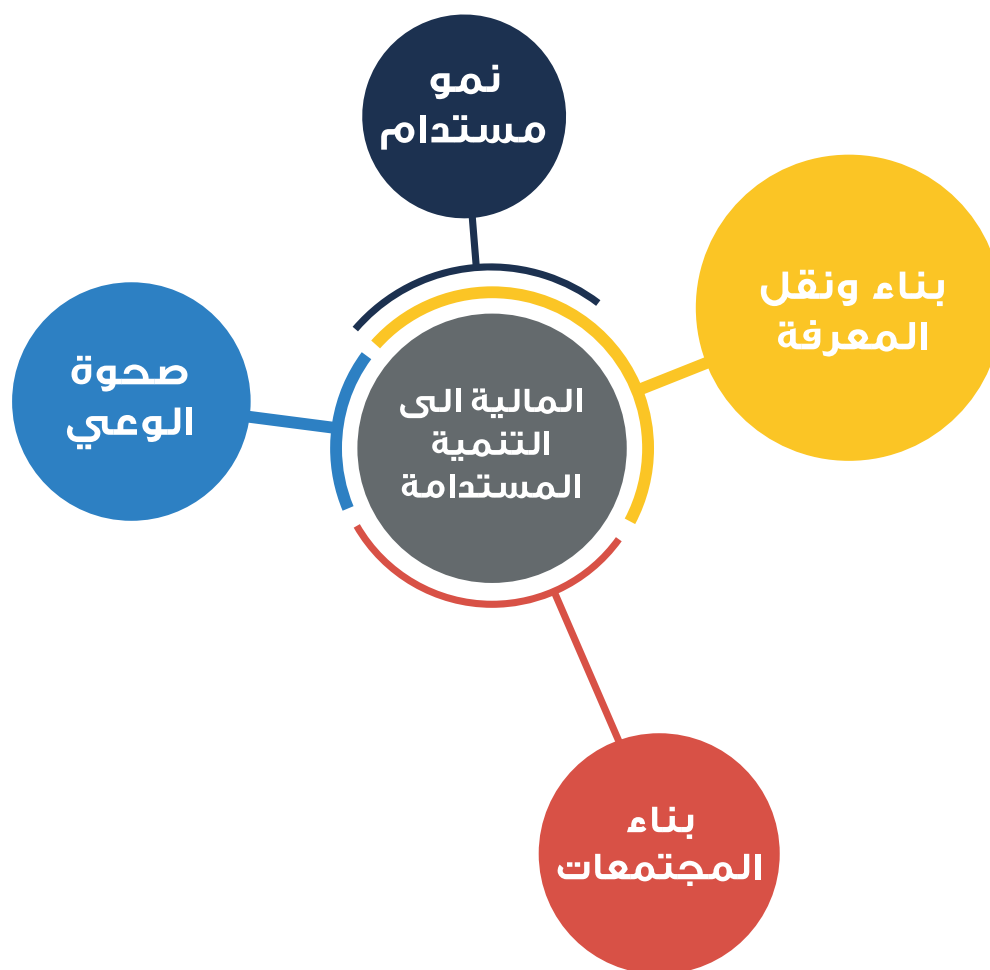 نمو
مستدام
بناء ونقل
المعرفة
صحوة
الوعي
المالية الى
التنمية
المستدامة
بناء
المجتمعات